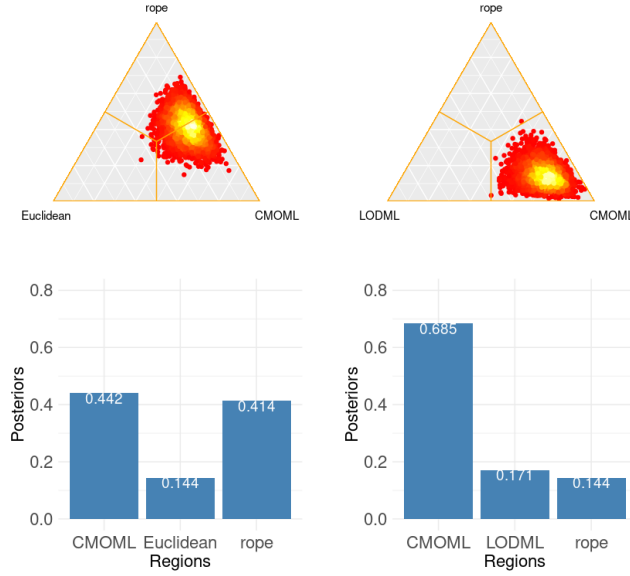 rope
rope
Euclidean
CMOML
LODML
CMOML
0.8
0.6
0.4
0.2
0.0
Posteriors
0.442
0.144
0.414
CMOML
Euclidean
rope
Regions
0.8
0.6
0.4
0.2
0.0
Posteriors
0.685
0.171
0.144
CMOML
LODML
rope
Regions